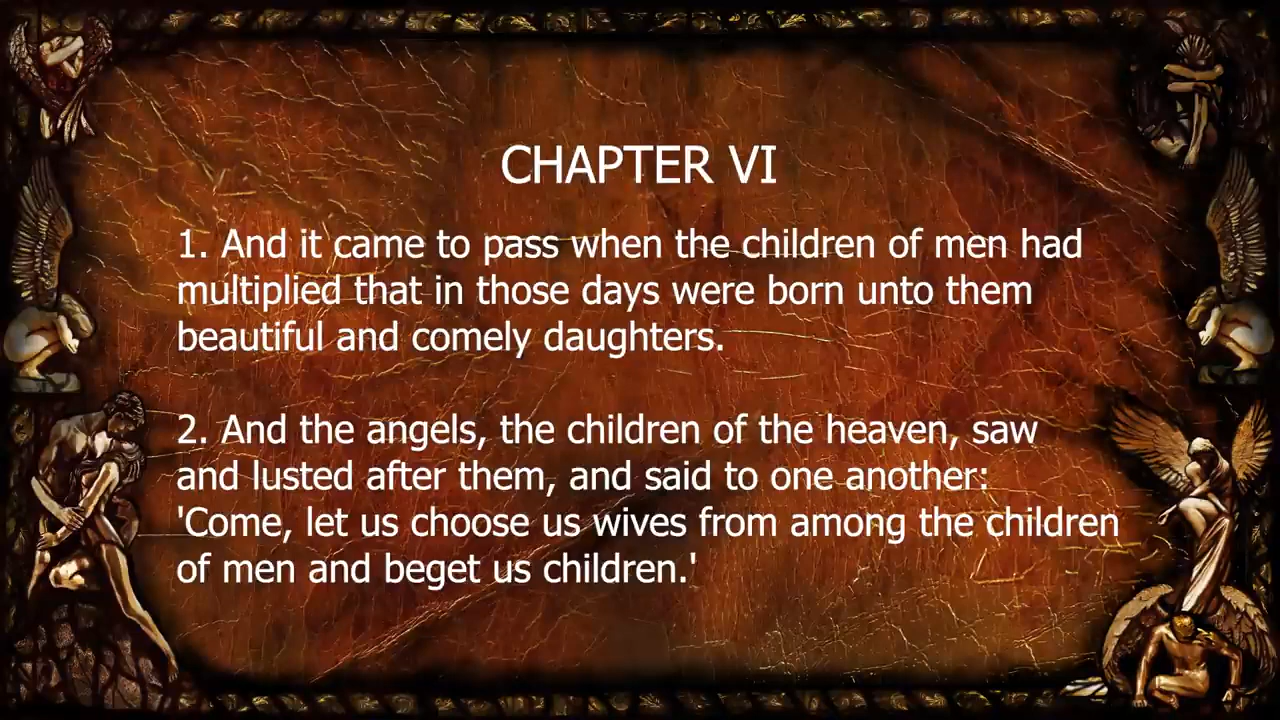 CHAPTER VI
1. And it came to pass when the children of men had
multiplied that in those days were born unto them
beautiful and comely daughters.
2. And the angels, the children of the heaven, saw
and lusted after them, and said to one another:
'Come, let us choose us wives from among the children
of men and beget us children.'